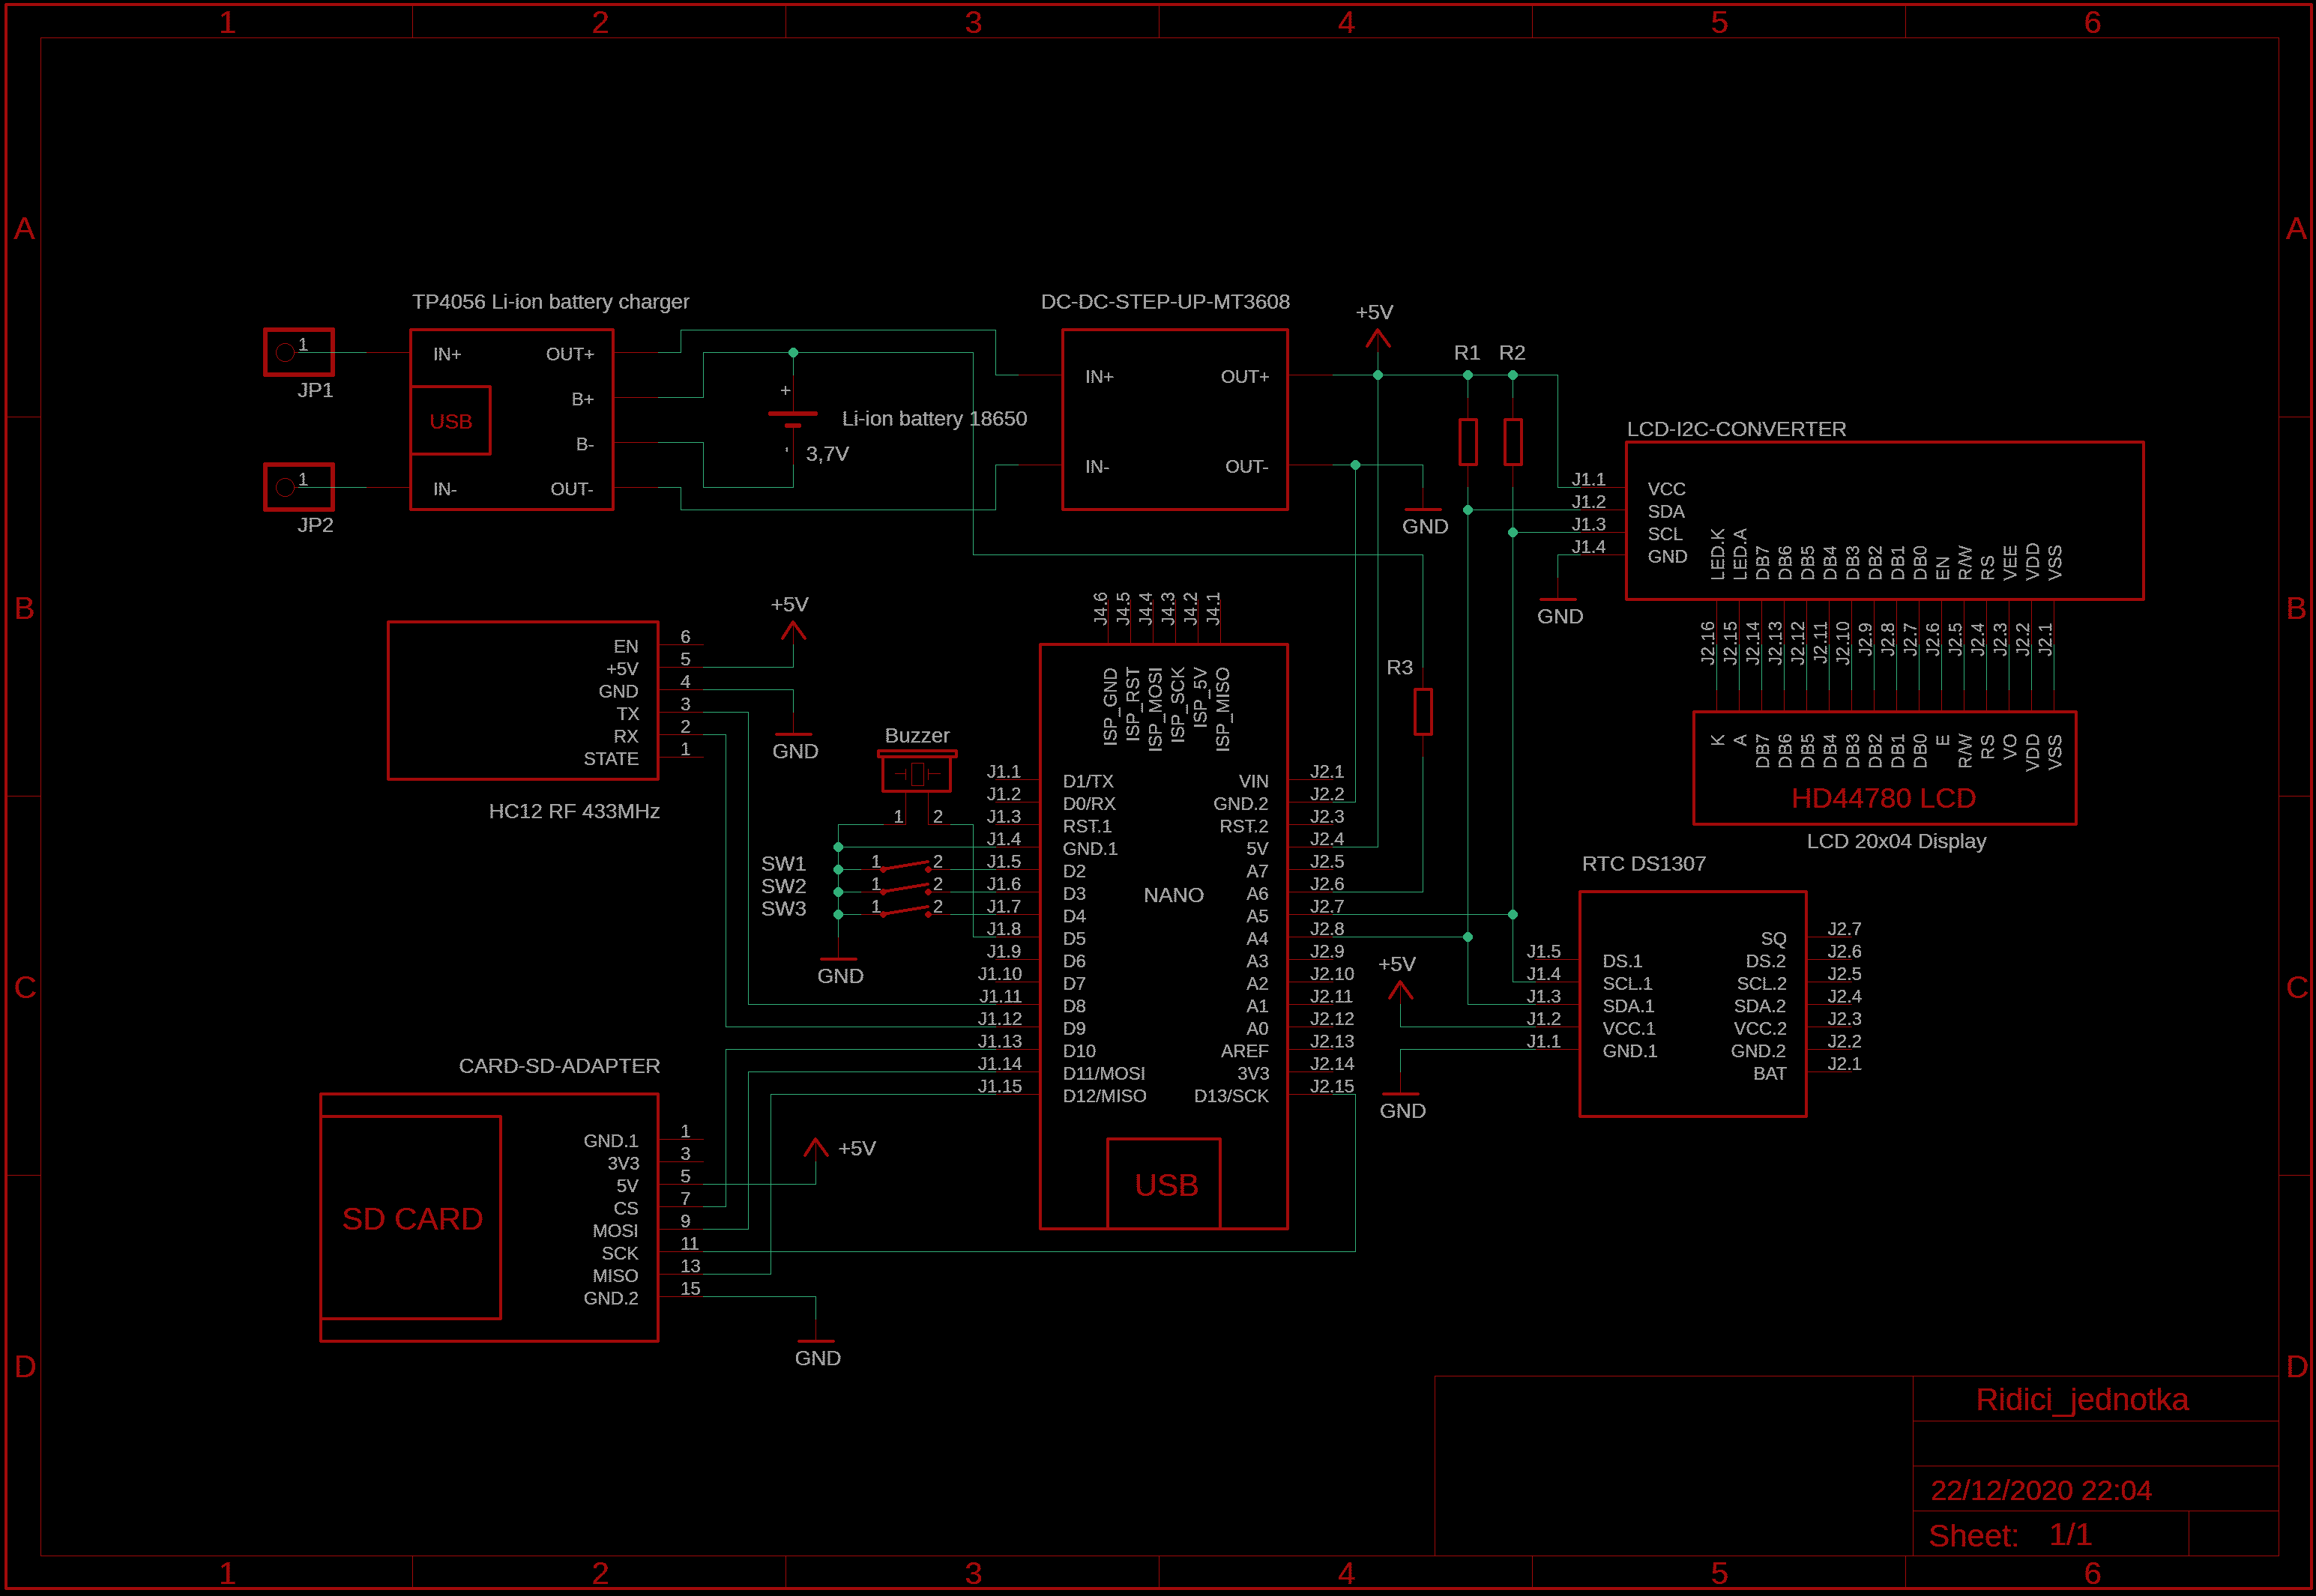 1 2 3 4 5 6
A A
TP4056 Li-ion battery charger
DC-DC-STEP-UP-MT3608
+5V
1
JP1
IN+ OUT+
USB
B+
B-
IN- OUT-
1
JP2
+
Li-ion battery 18650
- 3,7V
IN+ OUT+
IN- OUT-
GND
R1 R2
LCD-I2C-CONVERTER
J1.1 VCC
J1.2 SDA
J1.3 SCL
J1.4 GND
GND
LED.K LED.A DB7 DB6 DB5 DB4 DB3 DB2 DB1 DB0 EN R/W RS VEE VDD VSS
J2.16 J2.15 J2.14 J2.13 J2.12 J2.11 J2.10 J2.9 J2.8 J2.7 J2.6 J2.5 J2.4 J2.3 J2.2 J2.1
K A DB7 DB6 DB5 DB4 DB3 DB2 DB1 DB0 E R/W RS VO VDD VSS
HD44780 LCD
LCD 20x04 Display
B B
+5V
EN 6
+5V 5
GND 4
TX 3
RX 2
STATE 1
GND
HC12 RF 433MHz
Buzzer
1 2
SW1 1 2
SW2 1 2
SW3 1 2
GND
J4.6 J4.5 J4.4 J4.3 J4.2 J4.1
ISP_GND ISP_RST ISP_MOSI ISP_SCK ISP_5V ISP_MISO
R3
J1.1 D1/TX VIN J2.1
J1.2 D0/RX GND.2 J2.2
J1.3 RST.1 RST.2 J2.3
J1.4 GND.1 5V J2.4
J1.5 D2 A7 J2.5
J1.6 D3 NANO A6 J2.6
J1.7 D4 A5 J2.7
J1.8 D5 A4 J2.8
J1.9 D6 A3 J2.9
J1.10 D7 A2 J2.10
J1.11 D8 A1 J2.11
J1.12 D9 A0 J2.12
J1.13 D10 AREF J2.13
J1.14 D11/MOSI 3V3 J2.14
J1.15 D12/MISO D13/SCK J2.15
USB
C C
+5V
GND
RTC DS1307
SQ J2.7
J1.5 DS.1 DS.2 J2.6
J1.4 SCL.1 SCL.2 J2.5
J1.3 SDA.1 SDA.2 J2.4
J1.2 VCC.1 VCC.2 J2.3
J1.1 GND.1 GND.2 J2.2
BAT J2.1
CARD-SD-ADAPTER
SD CARD
GND.1 1
3V3 3
5V 5
CS 7
MOSI 9
SCK 11
MISO 13
GND.2 15
+5V
GND
D D
Ridici_jednotka
22/12/2020 22:04
Sheet: 1/1
1 2 3 4 5 6